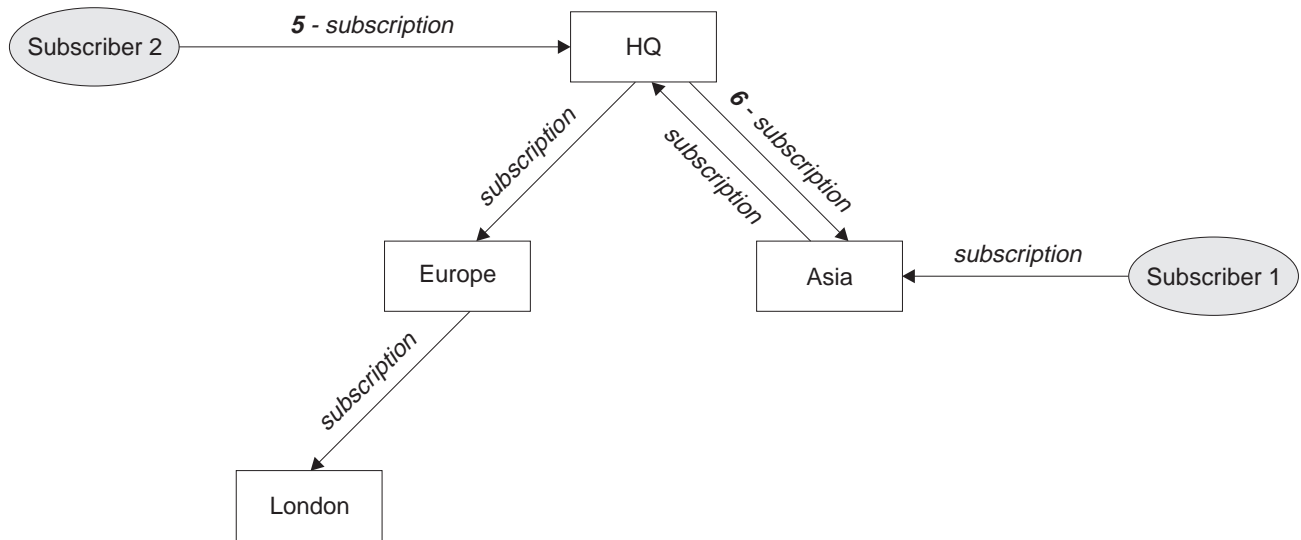 5 - subscription
Subscriber 2
HQ
6 - subscription
subscription
subscription
Europe
Asia
subscription
Subscriber 1
subscription
London